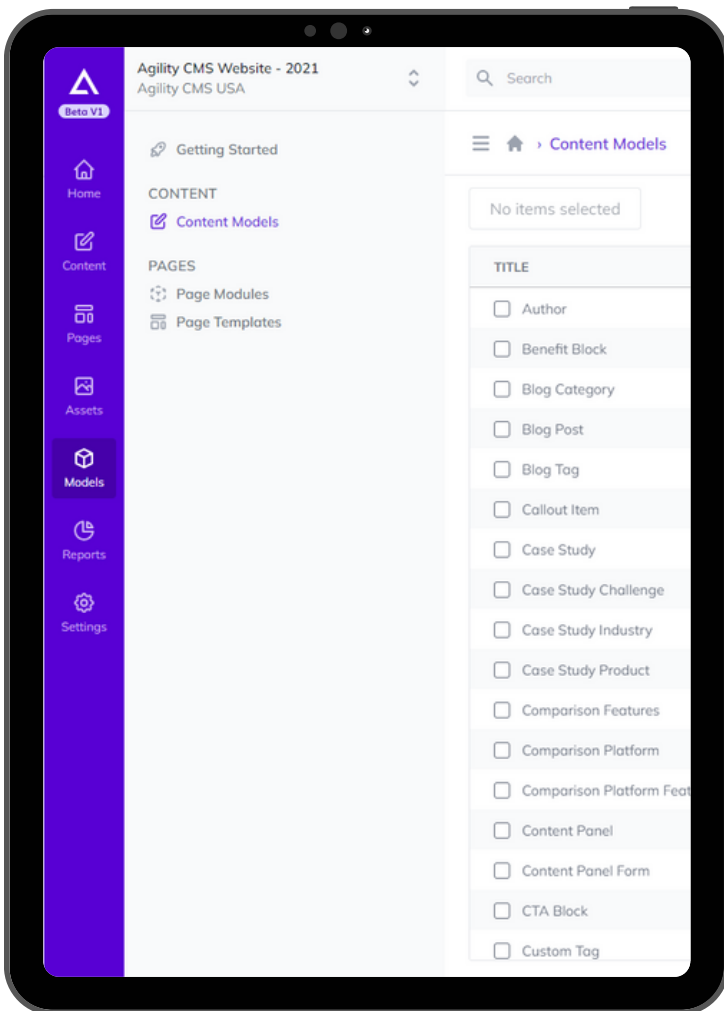 Beta V1
Home
Content
Pages
Assets
Models
Reports
Settings
Agility CMS Website - 2021
Agility CMS USA
Getting Started
CONTENT
Content Models
PAGES
Page Modules
Page Templates
Search
› Content Models
No items selected
TITLE
Author
Benefit Block
Blog Category
Blog Post
Blog Tag
Callout Item
Case Study
Case Study Challenge
Case Study Industry
Case Study Product
Comparison Features
Comparison Platform
Comparison Platform Feat
Content Panel
Content Panel Form
CTA Block
Custom Tag